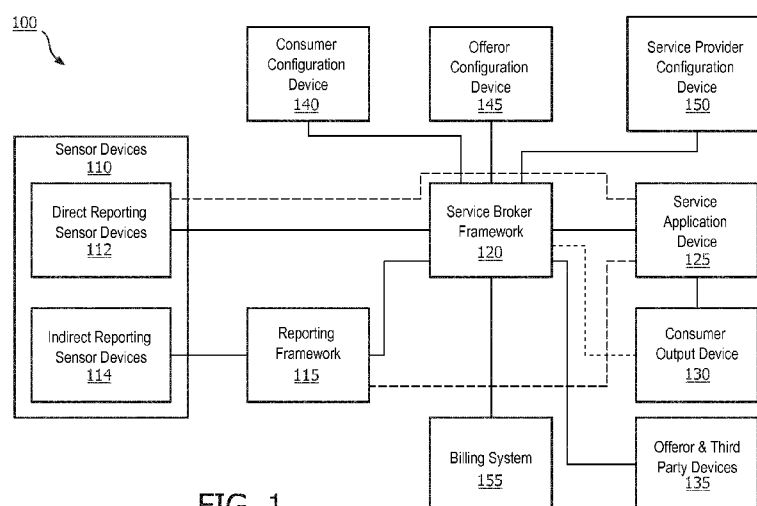 100
Consumer
Configuration
Device
140
Offeror
Configuration
Device
145
Service Provider
Configuration
Device
150
Sensor Devices
110
Direct Reporting
Sensor Devices
112
Service Broker
Framework
120
Service
Application
Device
125
Indirect Reporting
Sensor Devices
114
Reporting
Framework
115
Consumer
Output Device
130
Billing System
155
Offeror & Third
Party Devices
135
FIG. 1